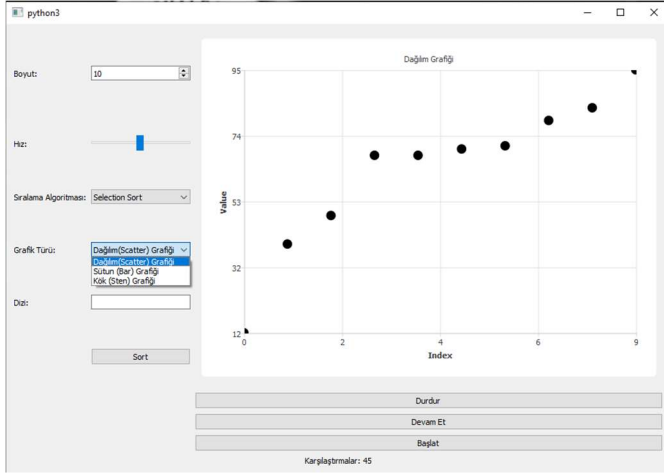 python3
Boyut:
10
Hız:
Sıralama Algoritması:
Selection Sort
Grafik Türü:
Dağılım(Scatter) Grafiği
Dağılım(Scatter) Grafiği
Sütun (Bar) Grafiği
Kök (Sten) Grafiği
Dizi:
Sort
Dağılım Grafiği
95
74
53
32
12
Value
0
2
4
6
9
Index
Durdur
Devam Et
Başlat
Karşılaştırmalar: 45